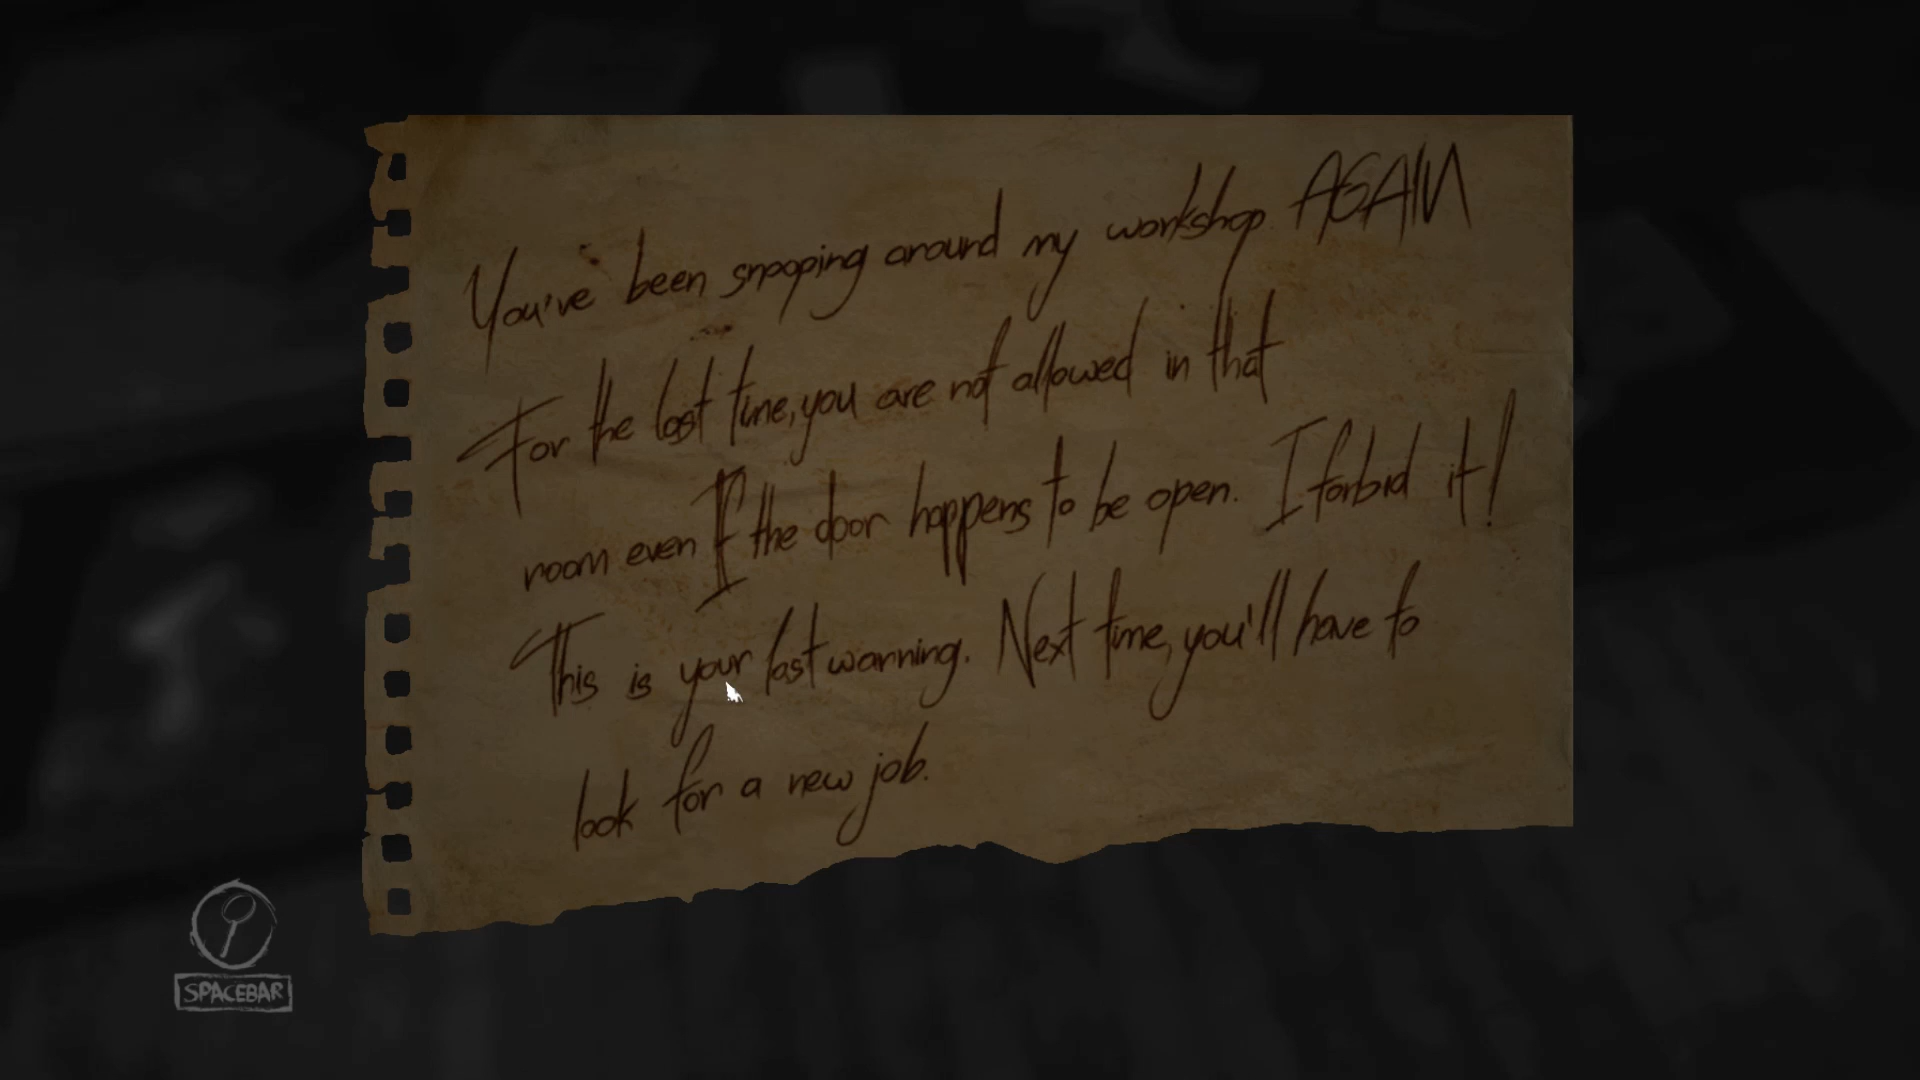 You've been snooping around my workshop AGAIN
For the last time, you are not allowed in that
room even If the door happens to be open. I forbid it!
This is your last warning. Next time, you'll have to
look for a new job.
SPACEBAR